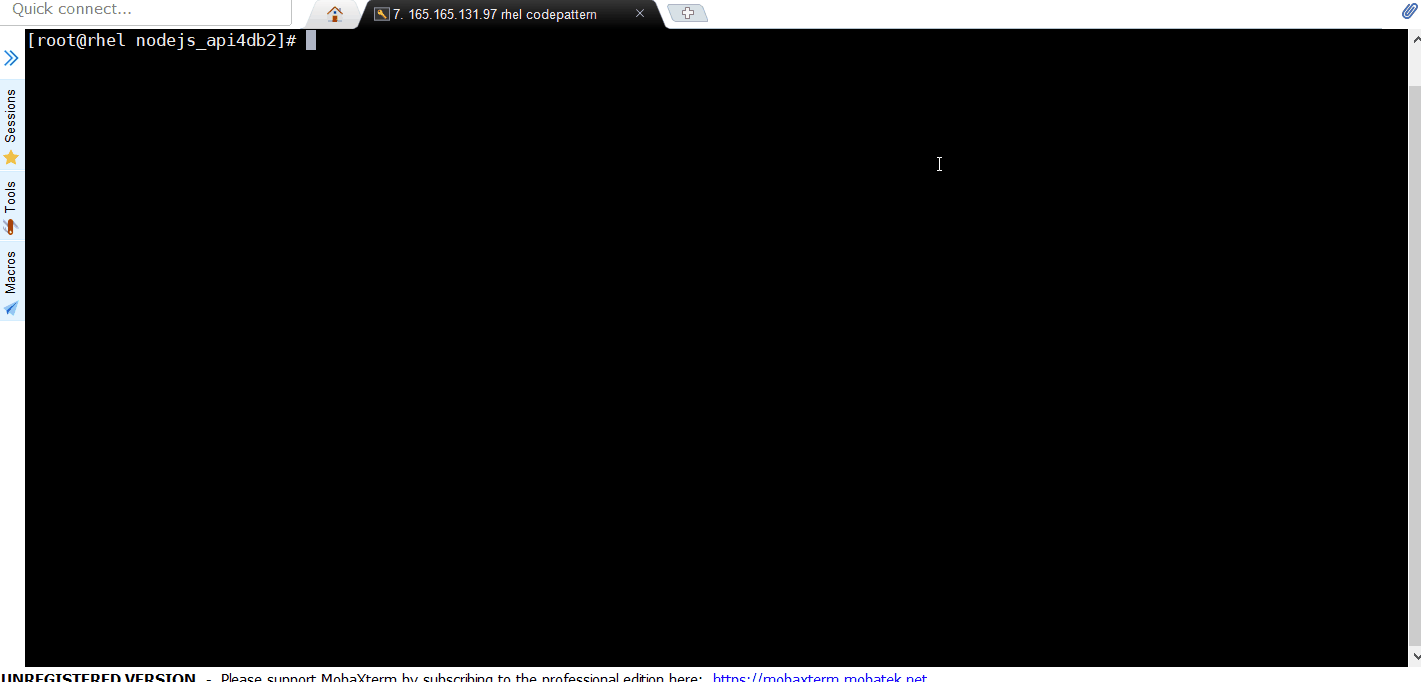 Quick connect...
7. 165.165.131.97 rhel codepattern
[root@rhel nodejs_api4db2]#
Sessions
Tools
Macros
UNREGISTERED VERSION - Please support MobaXterm by subscribing to the professional edition here: https://mobaxterm.mobatek.net